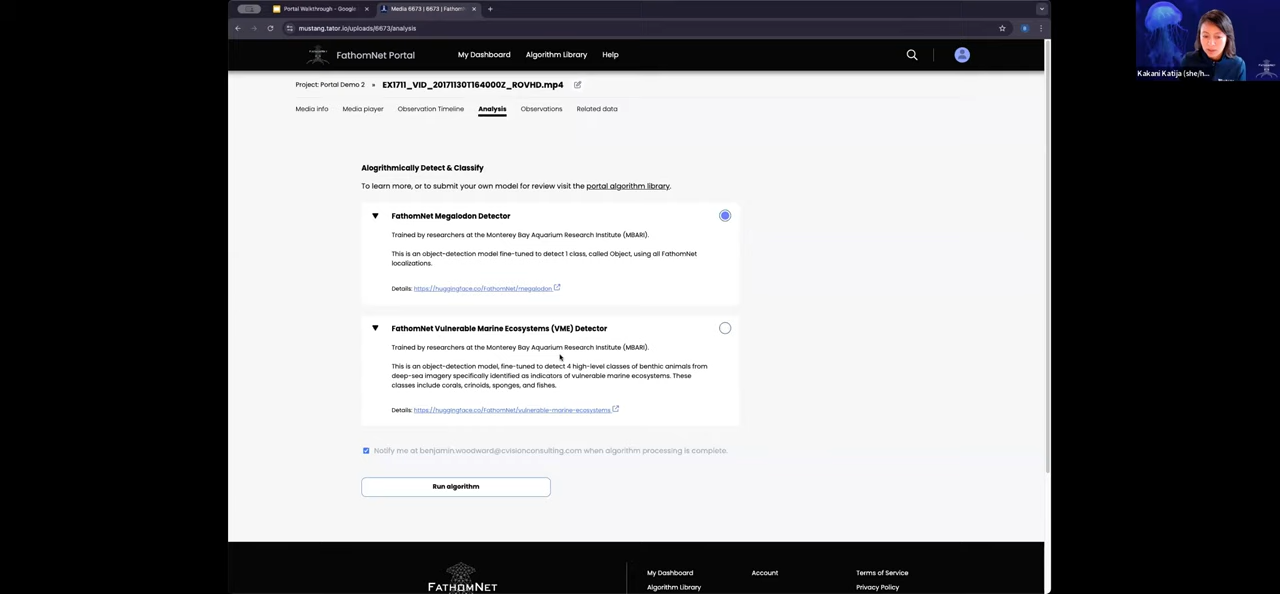 Portal Walkthrough - Google
Media 6673 | 6673 | Fathom
mustang.tator.io/uploads/6673/analysis
FathomNet Portal
My Dashboard
Algorithm Library
Help
Kakani Katija (she/h...
Project: Portal Demo 2 » EX1711_VID_20171130T164000Z_ROVHD.mp4
Media info
Media player
Observation Timeline
Analysis
Observations
Related data
Alogrithmically Detect & Classify
To learn more, or to submit your own model for review visit the portal algorithm library.
FathomNet Megalodon Detector
Trained by researchers at the Monterey Bay Aquarium Research Institute (MBARI).
This is an object-detection model fine-tuned to detect 1 class, called Object, using all FathomNet
localizations.
Details: https://huggingface.co/FathomNet/megalodon
FathomNet Vulnerable Marine Ecosystems (VME) Detector
Trained by researchers at the Monterey Bay Aquarium Research Institute (MBARI).
This is an object-detection model, fine-tuned to detect 4 high-level classes of benthic animals from
deep-sea imagery specifically identified as indicators of vulnerable marine ecosystems. These
classes include corals, crinoids, sponges, and fishes.
Details: https://huggingface.co/FathomNet/vulnerable-marine-ecosystems
Notify me at benjamin.woodword@cvisionconsulting.com when algorithm processing is complete.
Run algorithm
FATHOMNET
My Dashboard
Account
Terms of Service
Algorithm Library
Privacy Policy